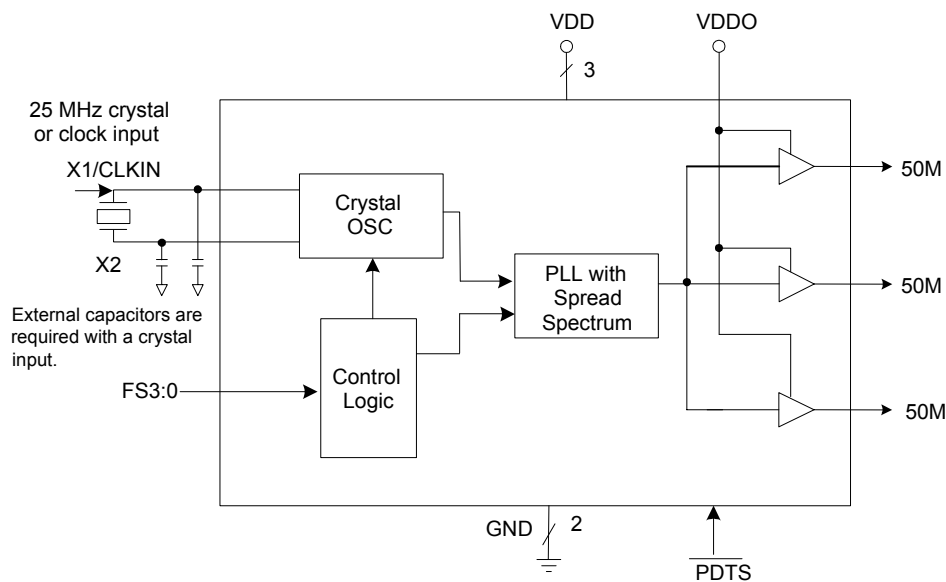 VDD
VDDO
3
25 MHz crystal
or clock input
X1/CLKIN
X2
External capacitors are
required with a crystal
input.
FS3:0
Crystal
OSC
Control
Logic
PLL with
Spread
Spectrum
50M
50M
50M
GND
2
PDTS